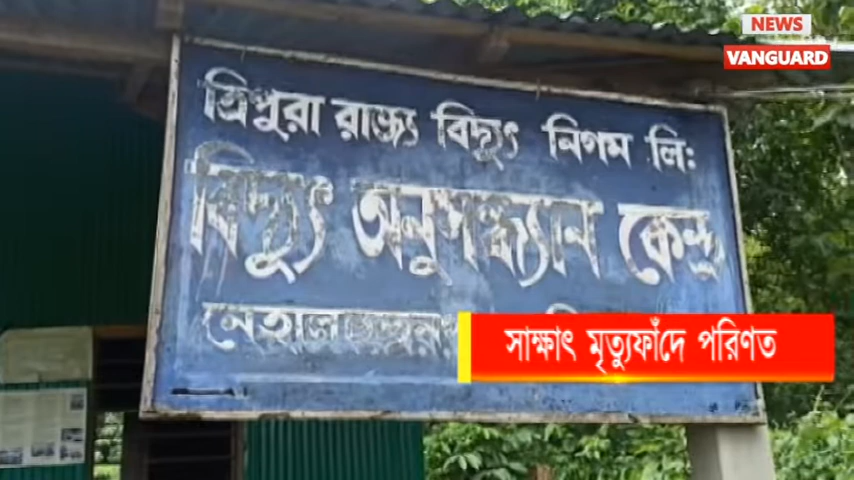 NEWS
VANGUARD
ত্রিপুরা রাজ্য বিদ্যুৎ নিগম লি:
বিদ্যুৎ অনুসন্ধ্যান কেন্দ্র
সাক্ষাৎ মৃত্যুফাঁদে পরিণত